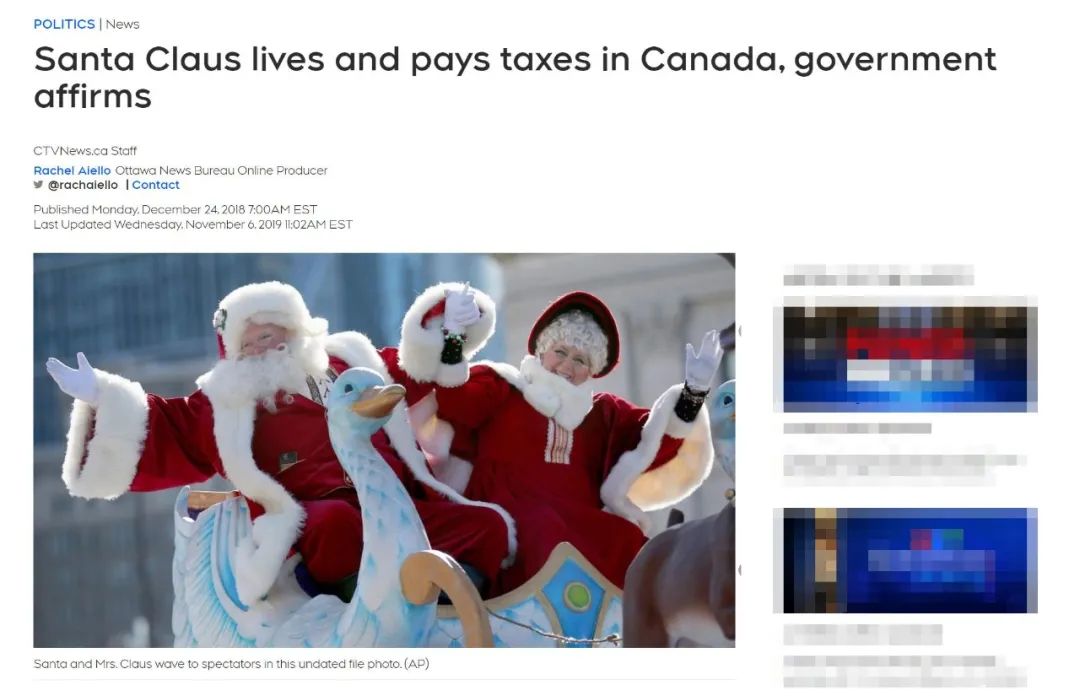 POLITICS | News
Santa Claus lives and pays taxes in Canada, government
affirms
CTVNews.ca Staff
Rachel Aiello Ottawa News Bureau Online Producer
@rachaiello | Contact
Published Monday, December 24, 2018 7:00AM EST
Last Updated Wednesday, November 6, 2019 11:02AM EST
Santa and Mrs. Claus wave to spectators in this undated file photo. (AP)